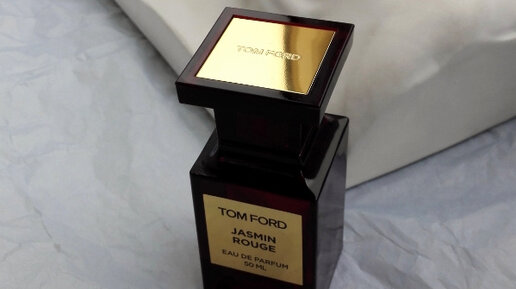 TOM FORD
TOM FORD
JASMIN
ROUGE
EAU DE PARFUM
50 ML